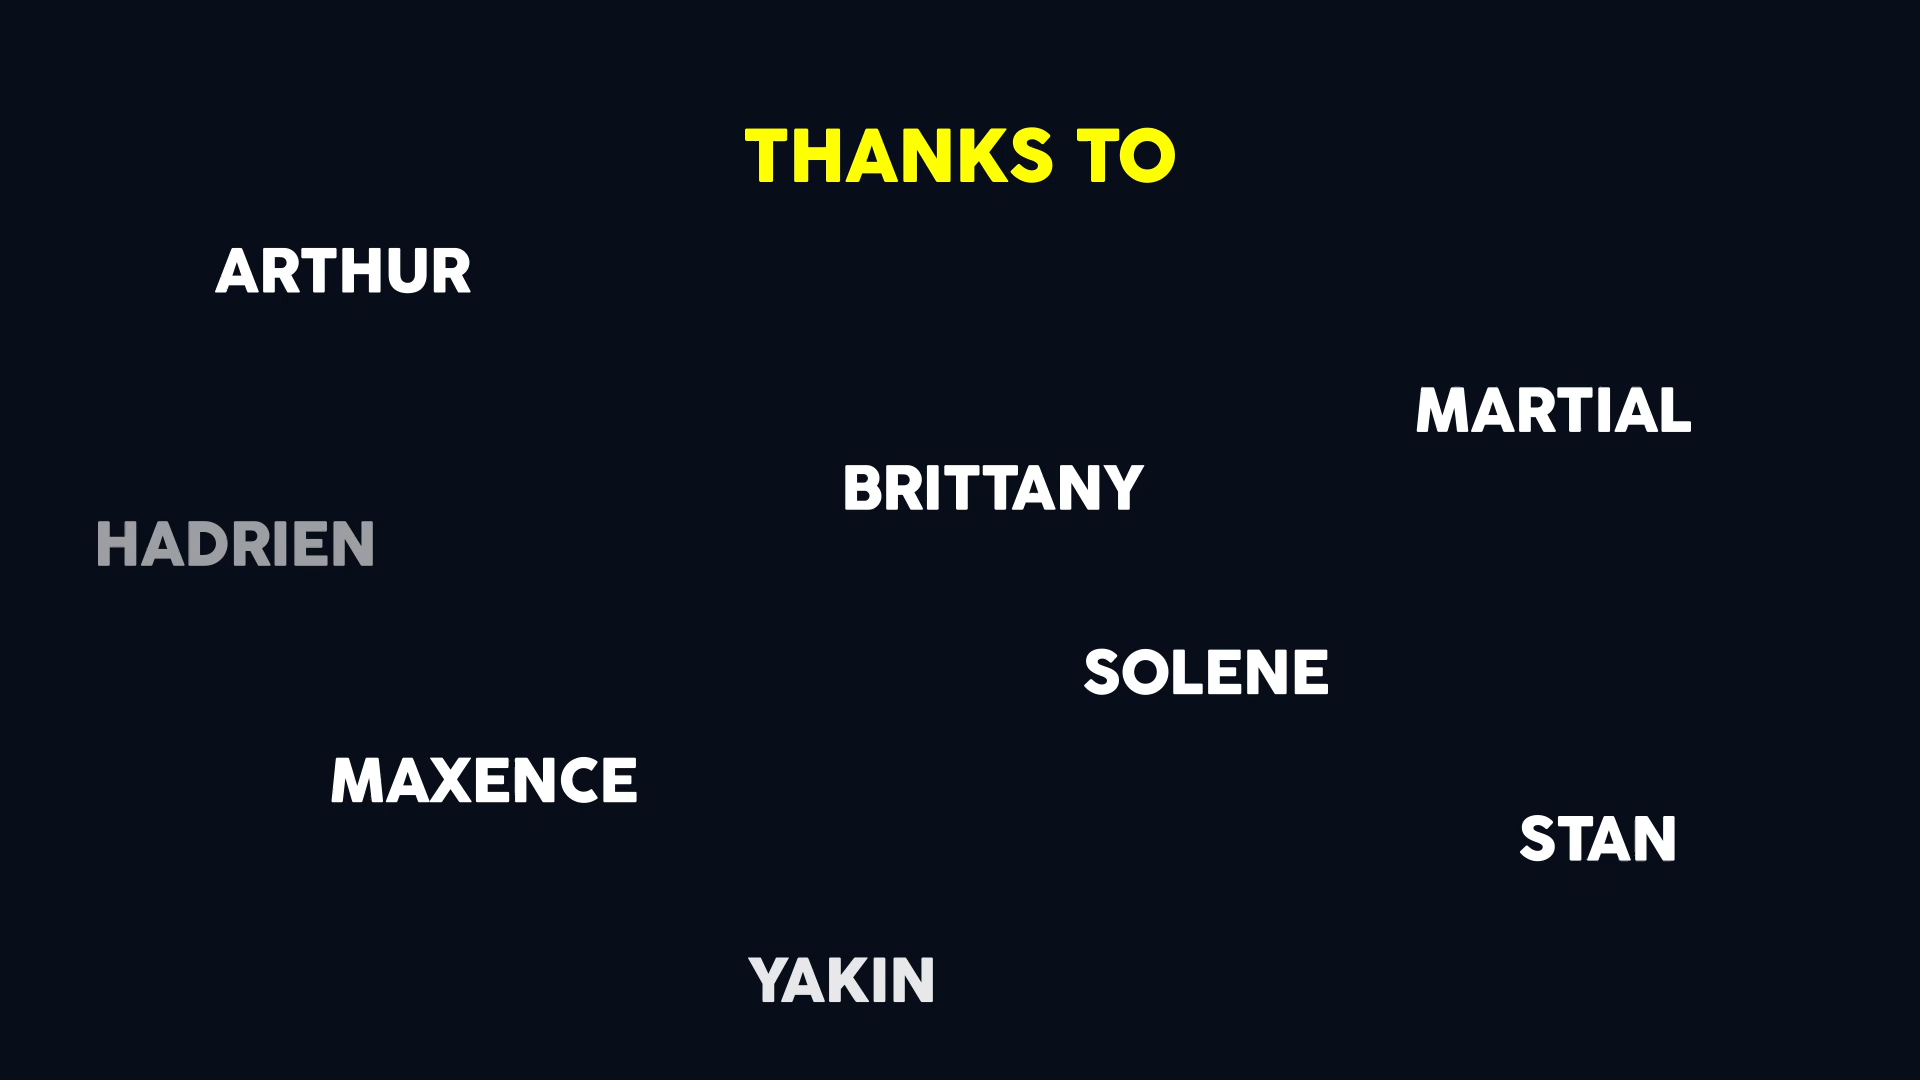 THANKS TO
ARTHUR
MARTIAL
BRITTANY
HADRIEN
SOLENE
MAXENCE
STAN
YAKIN